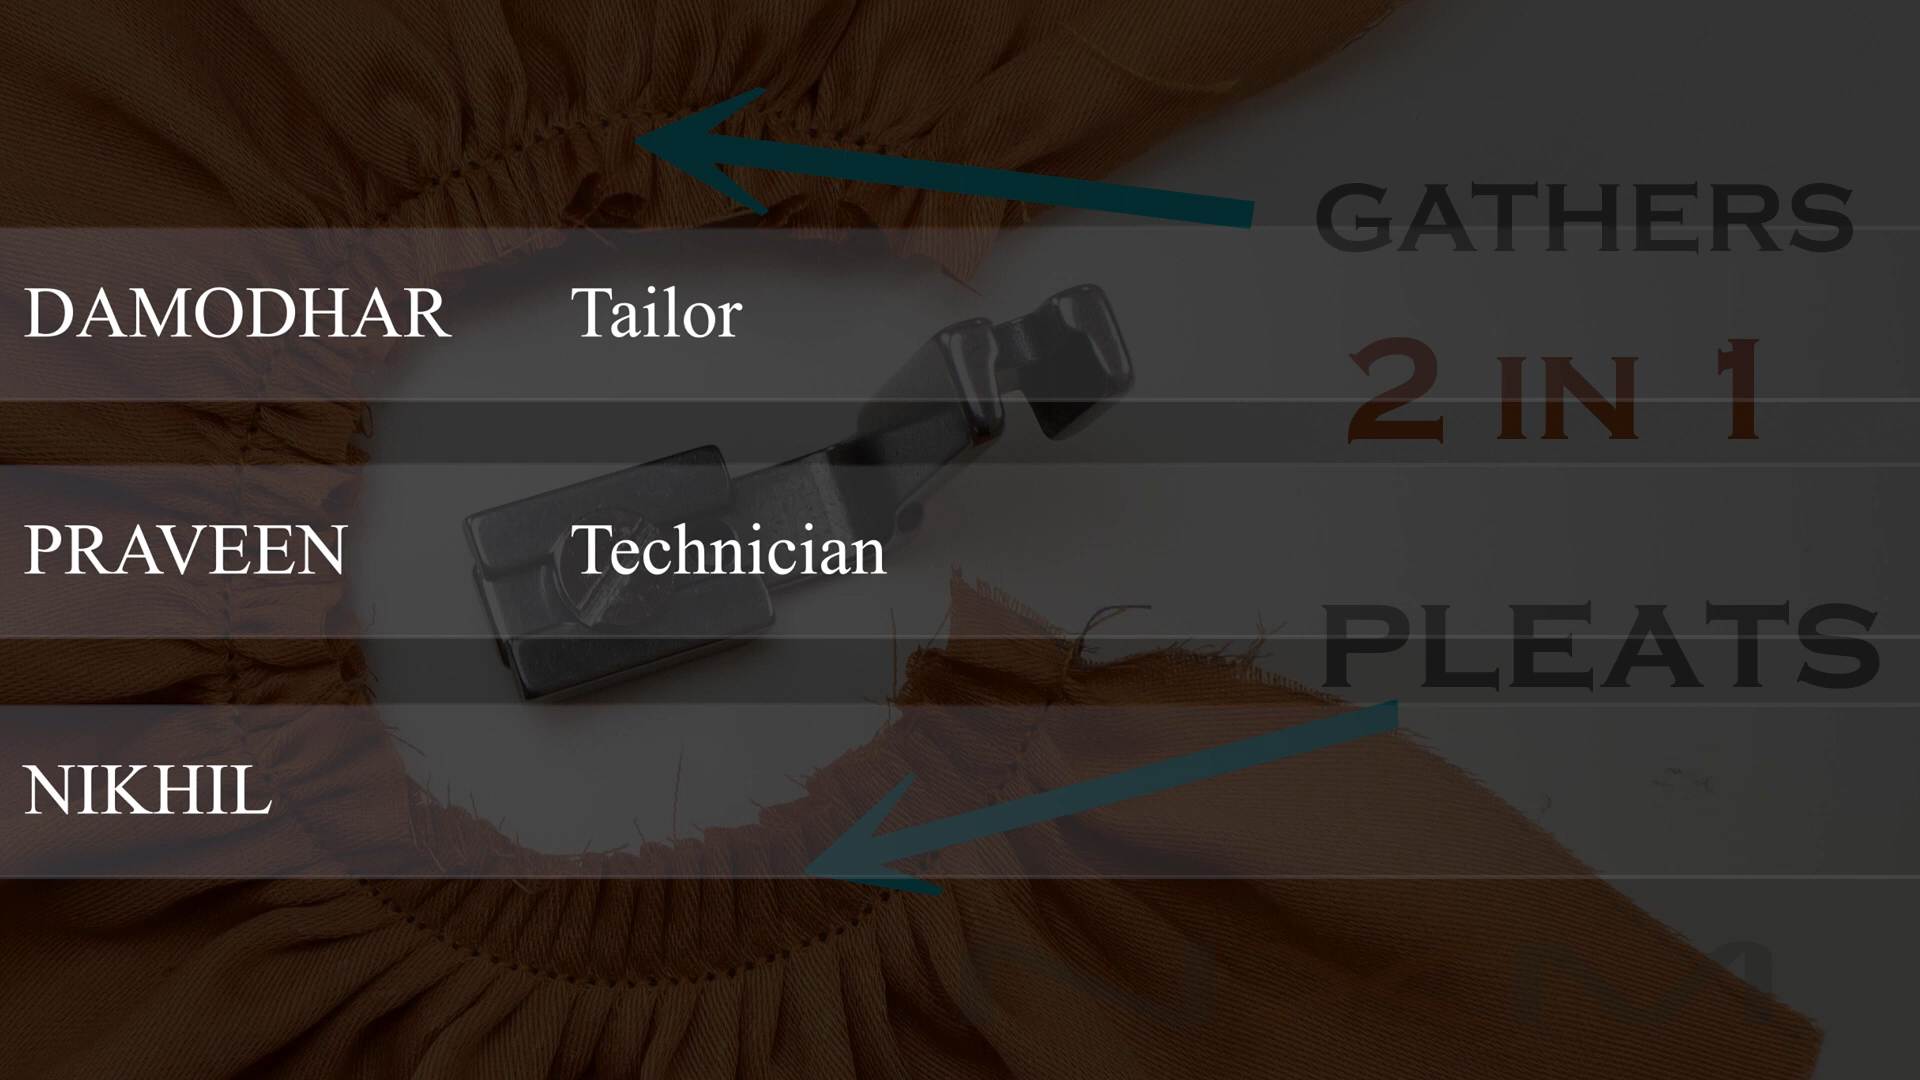 GATHERS
DAMODHAR Tailor
2 IN 1
PRAVEEN Technician
PLEATS
NIKHIL